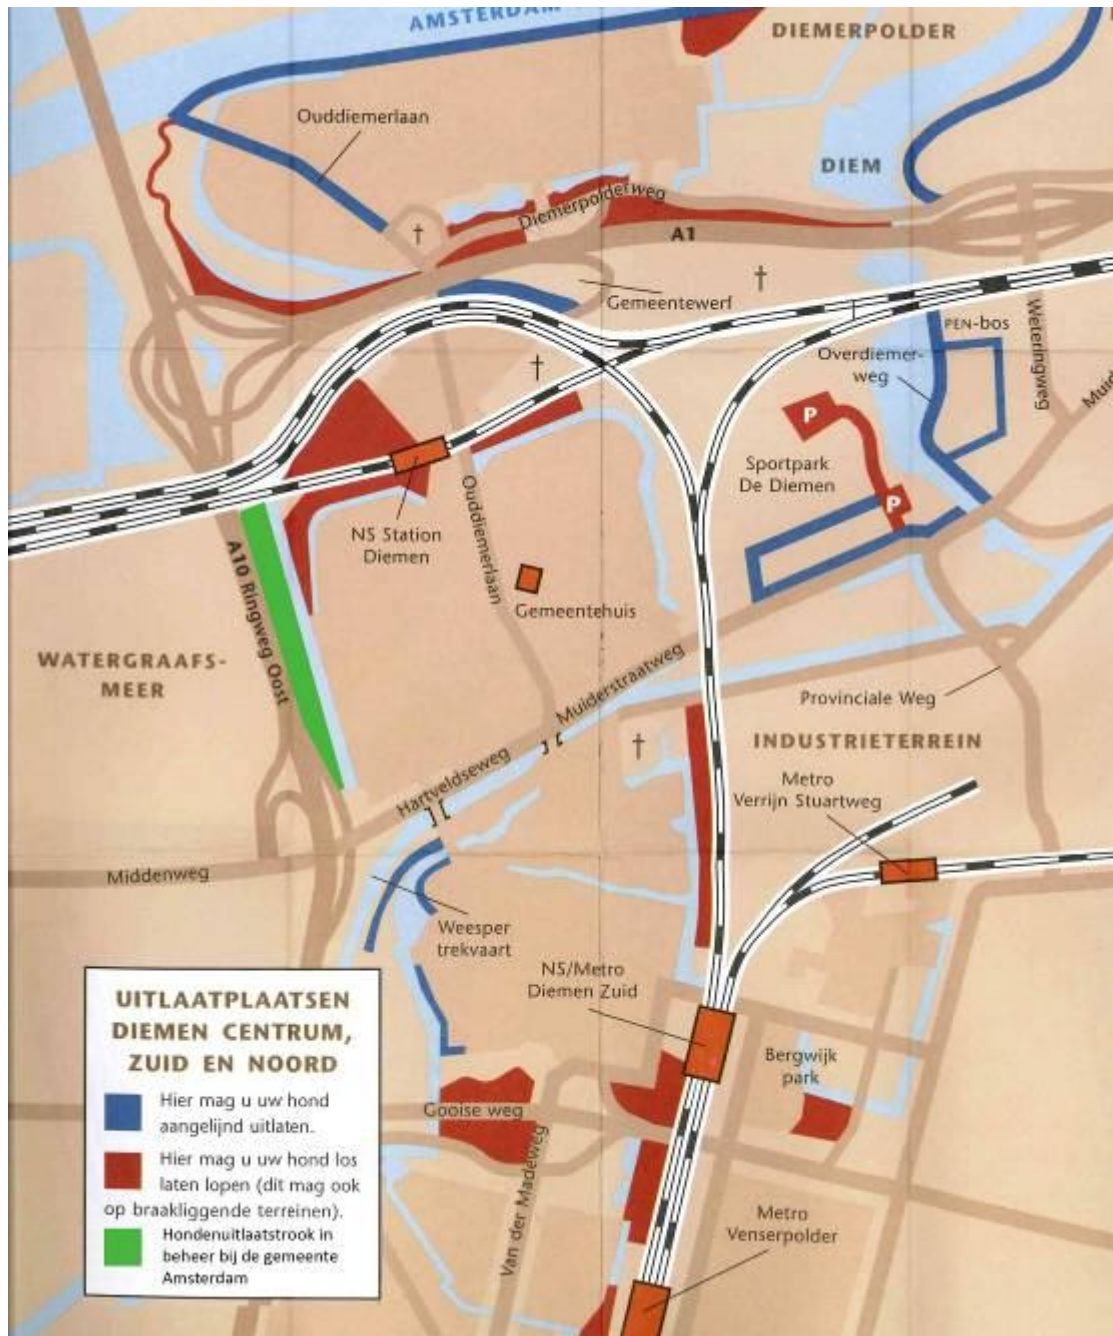 AMSTERDAM
DIEMERPOLDER
Ouddiemerlaan
DIEM
Diemerpolderweg
A1
Gemeentewerf
PEN-bos
Overdiemer-
weg
Weteringweg
P
Sportpark
De Diemen
P
NS Station
Diemen
Ouddiemerlaan
A10 Ringweg Oost
Gemeentehuis
WATERGRAAFS-
MEER
Muiderstraatweg
Provinciale Weg
INDUSTRIETERREIN
Hartveldseweg
Metro
Verrijn Stuartweg
Middenweg
Weesper
trekvaart
NS/Metro
Diemen Zuid
Bergwijk
park
Gooise weg
Van der Madeweg
Metro
Venserpolder
UITLAATPLAATSEN
DIEMEN CENTRUM,
ZUID EN NOORD
Hier mag u uw hond
aangelijnd uitlaten.
Hier mag u uw hond los
laten lopen (dit mag ook
op braakliggende terreinen).
Hondenuitlaatstrook in
beheer bij de gemeente
Amsterdam